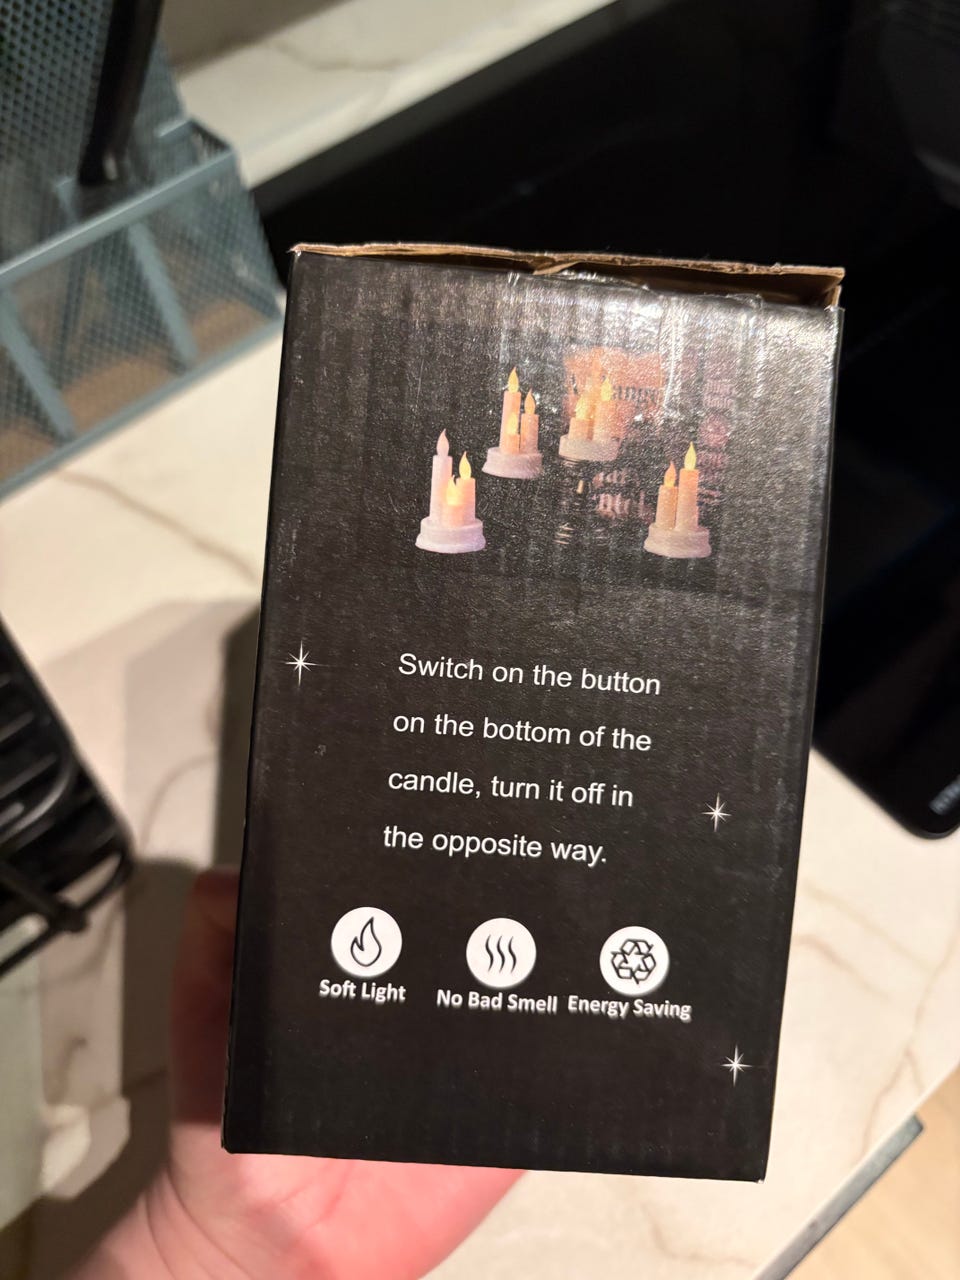 Switch on the button
on the bottom of the
candle, turn it off in
the opposite way.
Soft Light
No Bad Smell
Energy Saving